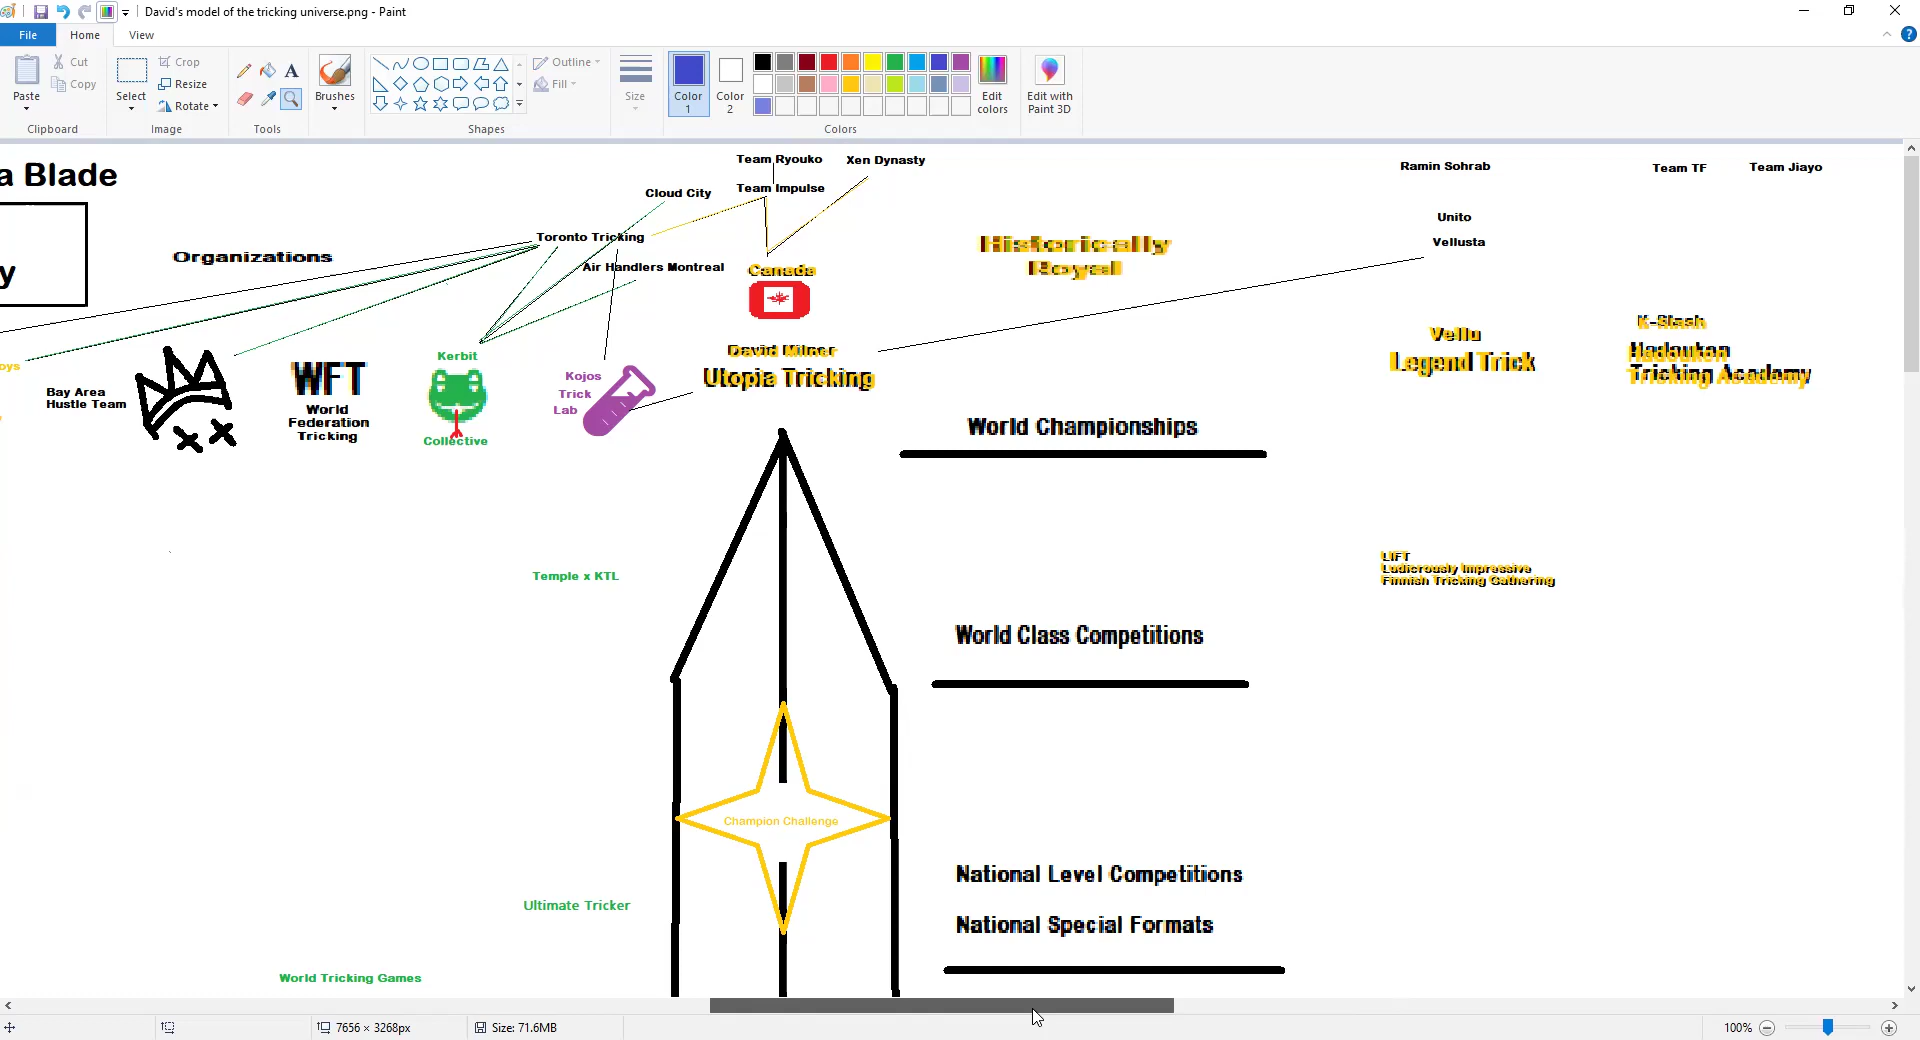 David's model of the tricking universe.png - Paint
File
Home
View
Paste
Cut
Copy
Clipboard
Select
Crop
Resize
Rotate
Image
Tools
Brushes
Shapes
Outline
Fill
Size
Color 1
Color 2
Colors
Edit colors
Edit with Paint 3D
a Blade
y
Organizations
Team Ryouko
Xen Dynasty
Cloud City
Team Impulse
Toronto Tricking
Air Handlers Montreal
Canada
Historically
Royal
Ramin Sohrab
Team TF
Team Jiayo
Unito
Vellusta
oys
Bay Area
Hustle Team
WFT
World
Federation
Tricking
Kerbit
Collective
Kojos
Trick
Lab
David Milner
Utopia Tricking
Vellu
Legend Trick
K-Slash
Hadouken
Tricking Academy
World Championships
Temple x KTL
LIFT
Ludicrously Impressive
Finnish Tricking Gathering
World Class Competitions
Champion Challenge
National Level Competitions
Ultimate Tricker
National Special Formats
World Tricking Games
7656 × 3268px
Size: 71.6MB
100%